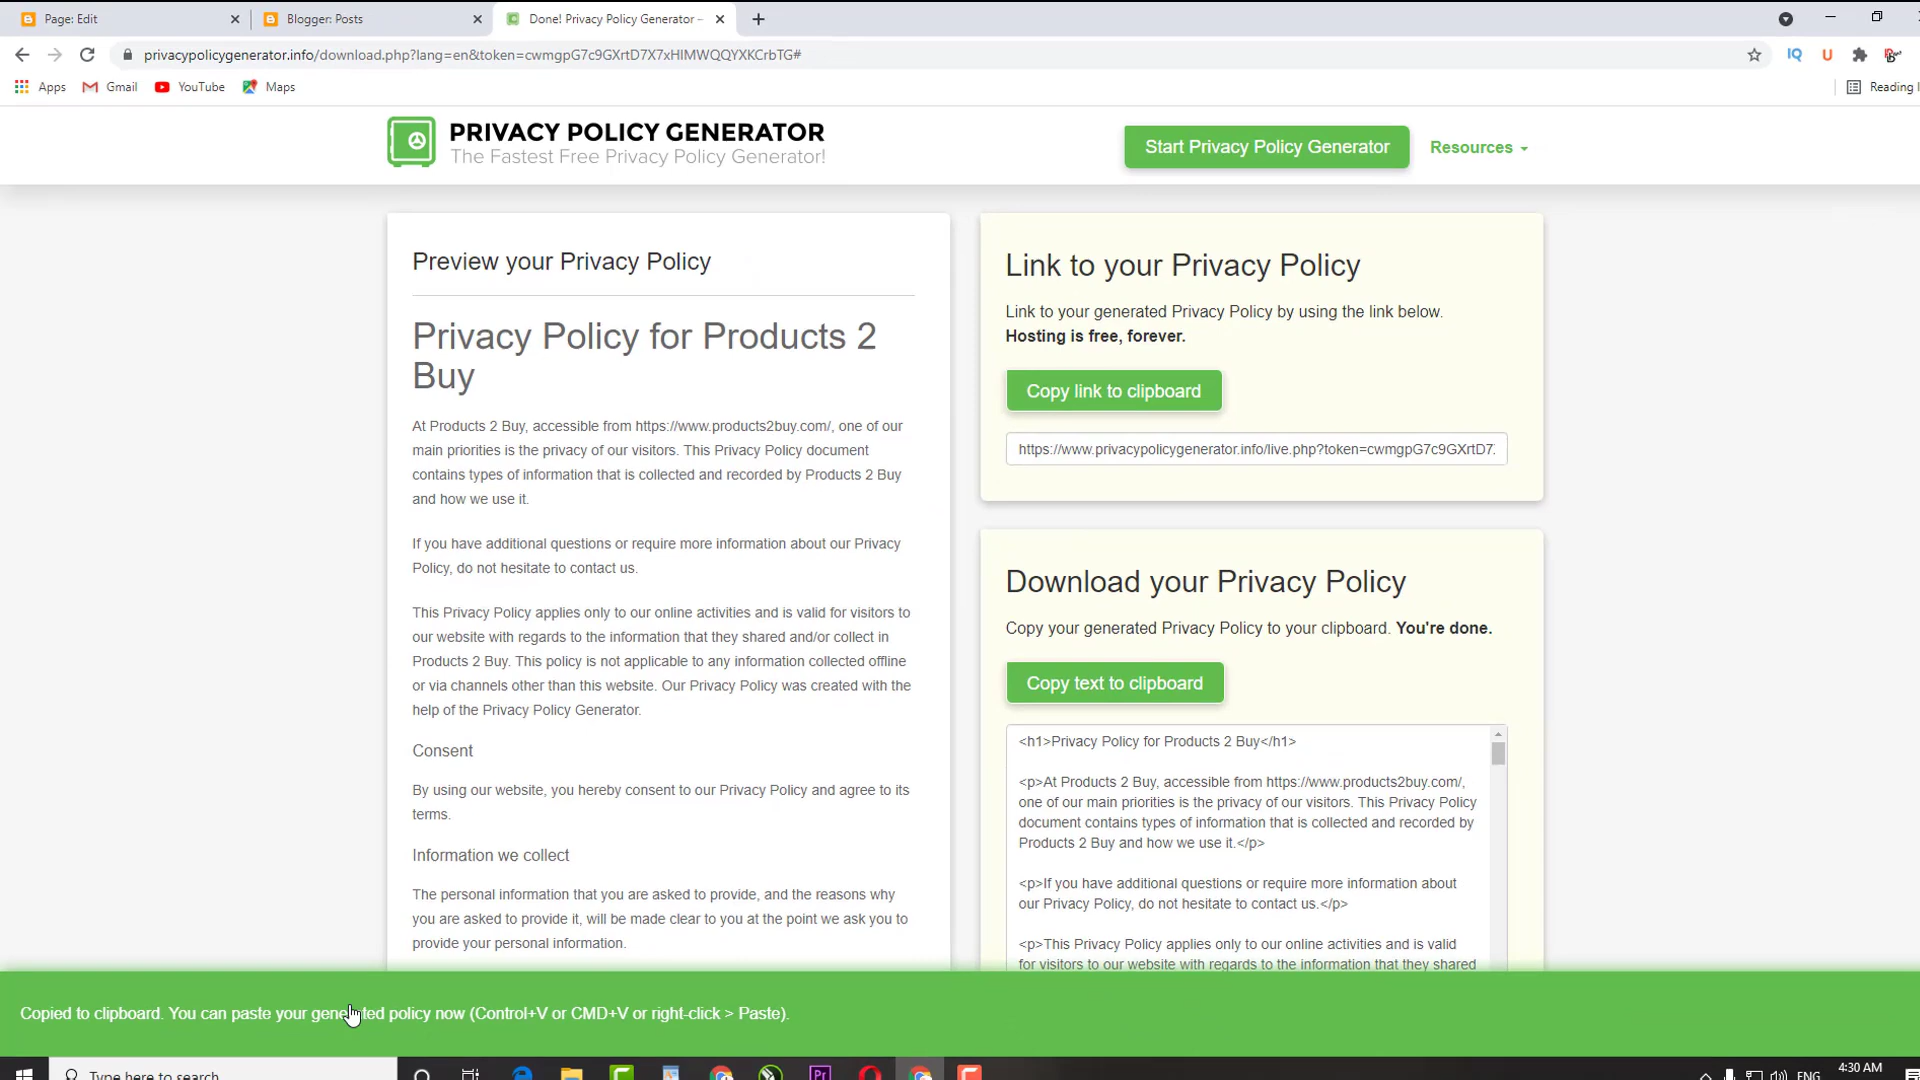 Page: Edit
Blogger: Posts
Done! Privacy Policy Generator –
privacypolicygenerator.info/download.php?lang=en&token=cwmgpG7c9GXrtD7X7xHIMWQQYXKCrbTG#
Apps
Gmail
YouTube
Maps
Reading
PRIVACY POLICY GENERATOR
The Fastest Free Privacy Policy Generator!
Start Privacy Policy Generator
Resources
Preview your Privacy Policy
Privacy Policy for Products 2
Buy
At Products 2 Buy, accessible from https://www.products2buy.com/, one of our
main priorities is the privacy of our visitors. This Privacy Policy document
contains types of information that is collected and recorded by Products 2 Buy
and how we use it.
If you have additional questions or require more information about our Privacy
Policy, do not hesitate to contact us.
This Privacy Policy applies only to our online activities and is valid for visitors to
our website with regards to the information that they shared and/or collect in
Products 2 Buy. This policy is not applicable to any information collected offline
or via channels other than this website. Our Privacy Policy was created with the
help of the Privacy Policy Generator.
Consent
By using our website, you hereby consent to our Privacy Policy and agree to its
terms.
Information we collect
The personal information that you are asked to provide, and the reasons why
you are asked to provide it, will be made clear to you at the point we ask you to
provide your personal information.
Link to your Privacy Policy
Link to your generated Privacy Policy by using the link below.
Hosting is free, forever.
Copy link to clipboard
https://www.privacypolicygenerator.info/live.php?token=cwmgpG7c9GXrtD7
Download your Privacy Policy
Copy your generated Privacy Policy to your clipboard. You're done.
Copy text to clipboard
<h1>Privacy Policy for Products 2 Buy</h1>
<p>At Products 2 Buy, accessible from https://www.products2buy.com/,
one of our main priorities is the privacy of our visitors. This Privacy Policy
document contains types of information that is collected and recorded by
Products 2 Buy and how we use it.</p>
<p>If you have additional questions or require more information about
our Privacy Policy, do not hesitate to contact us.</p>
<p>This Privacy Policy applies only to our online activities and is valid
for visitors to our website with regards to the information that they shared
Copied to clipboard. You can paste your generated policy now (Control+V or CMD+V or right-click > Paste).
Type here to search
ENG
4:30 AM